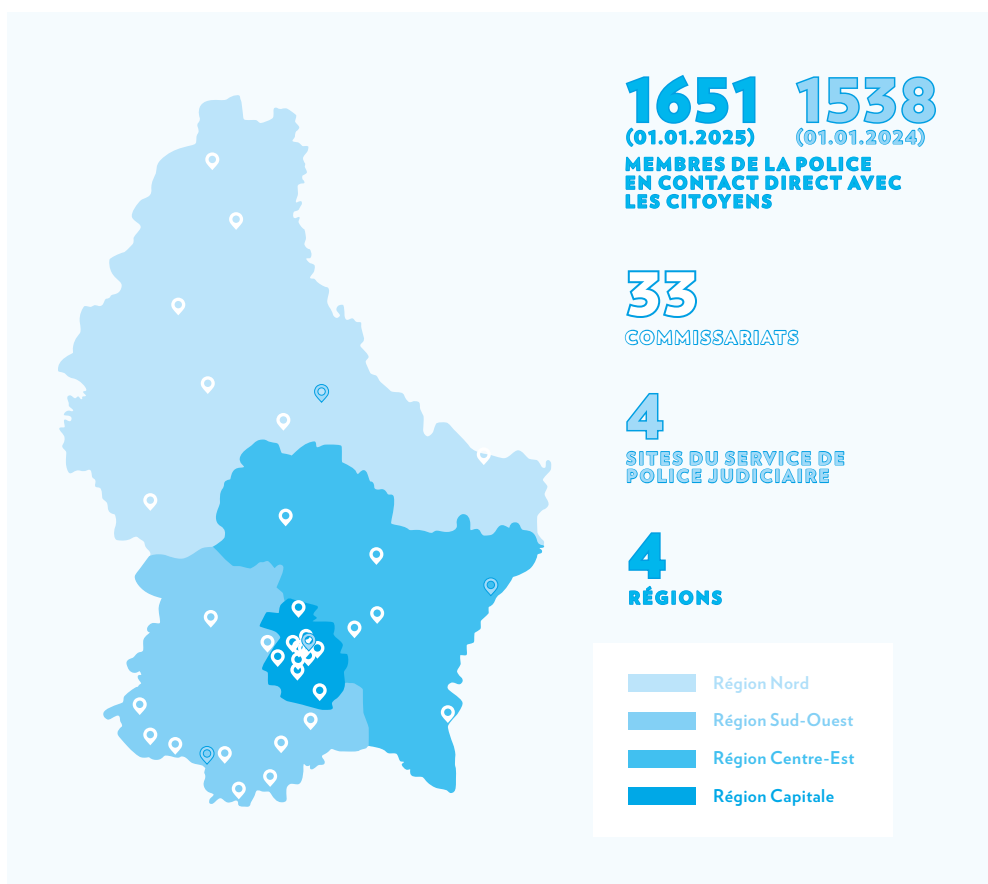 1651 1538
(01.01.2025) (01.01.2024)
MEMBRES DE LA POLICE
EN CONTACT DIRECT AVEC
LES CITOYENS
33
COMMISSARIATS
4
SITES DU SERVICE DE
POLICE JUDICIAIRE
4
RÉGIONS
Région Nord
Région Sud-Ouest
Région Centre-Est
Région Capitale